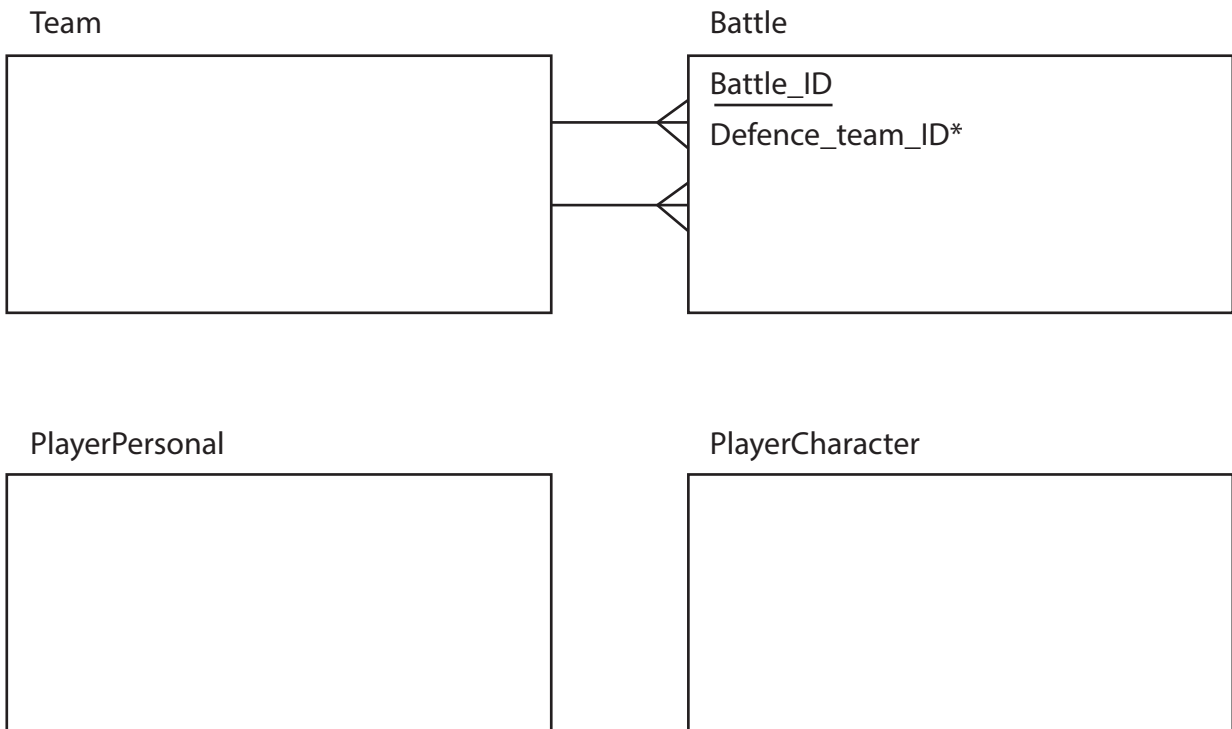 Team
Battle
Battle_ID
Defence_team_ID*
PlayerPersonal
PlayerCharacter